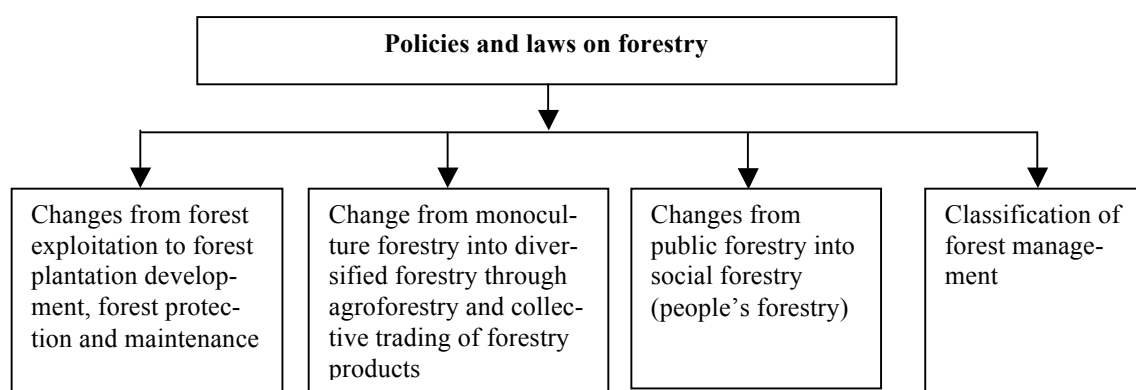 Policies and laws on forestry
Changes from forest
exploitation to forest
plantation develop-
ment, forest protec-
tion and maintenance
Change from monocul-
ture forestry into diver-
sified forestry through
agroforestry and collec-
tive trading of forestry
products
Changes from
public forestry into
social forestry
(people’s forestry)
Classification of
forest manage-
ment